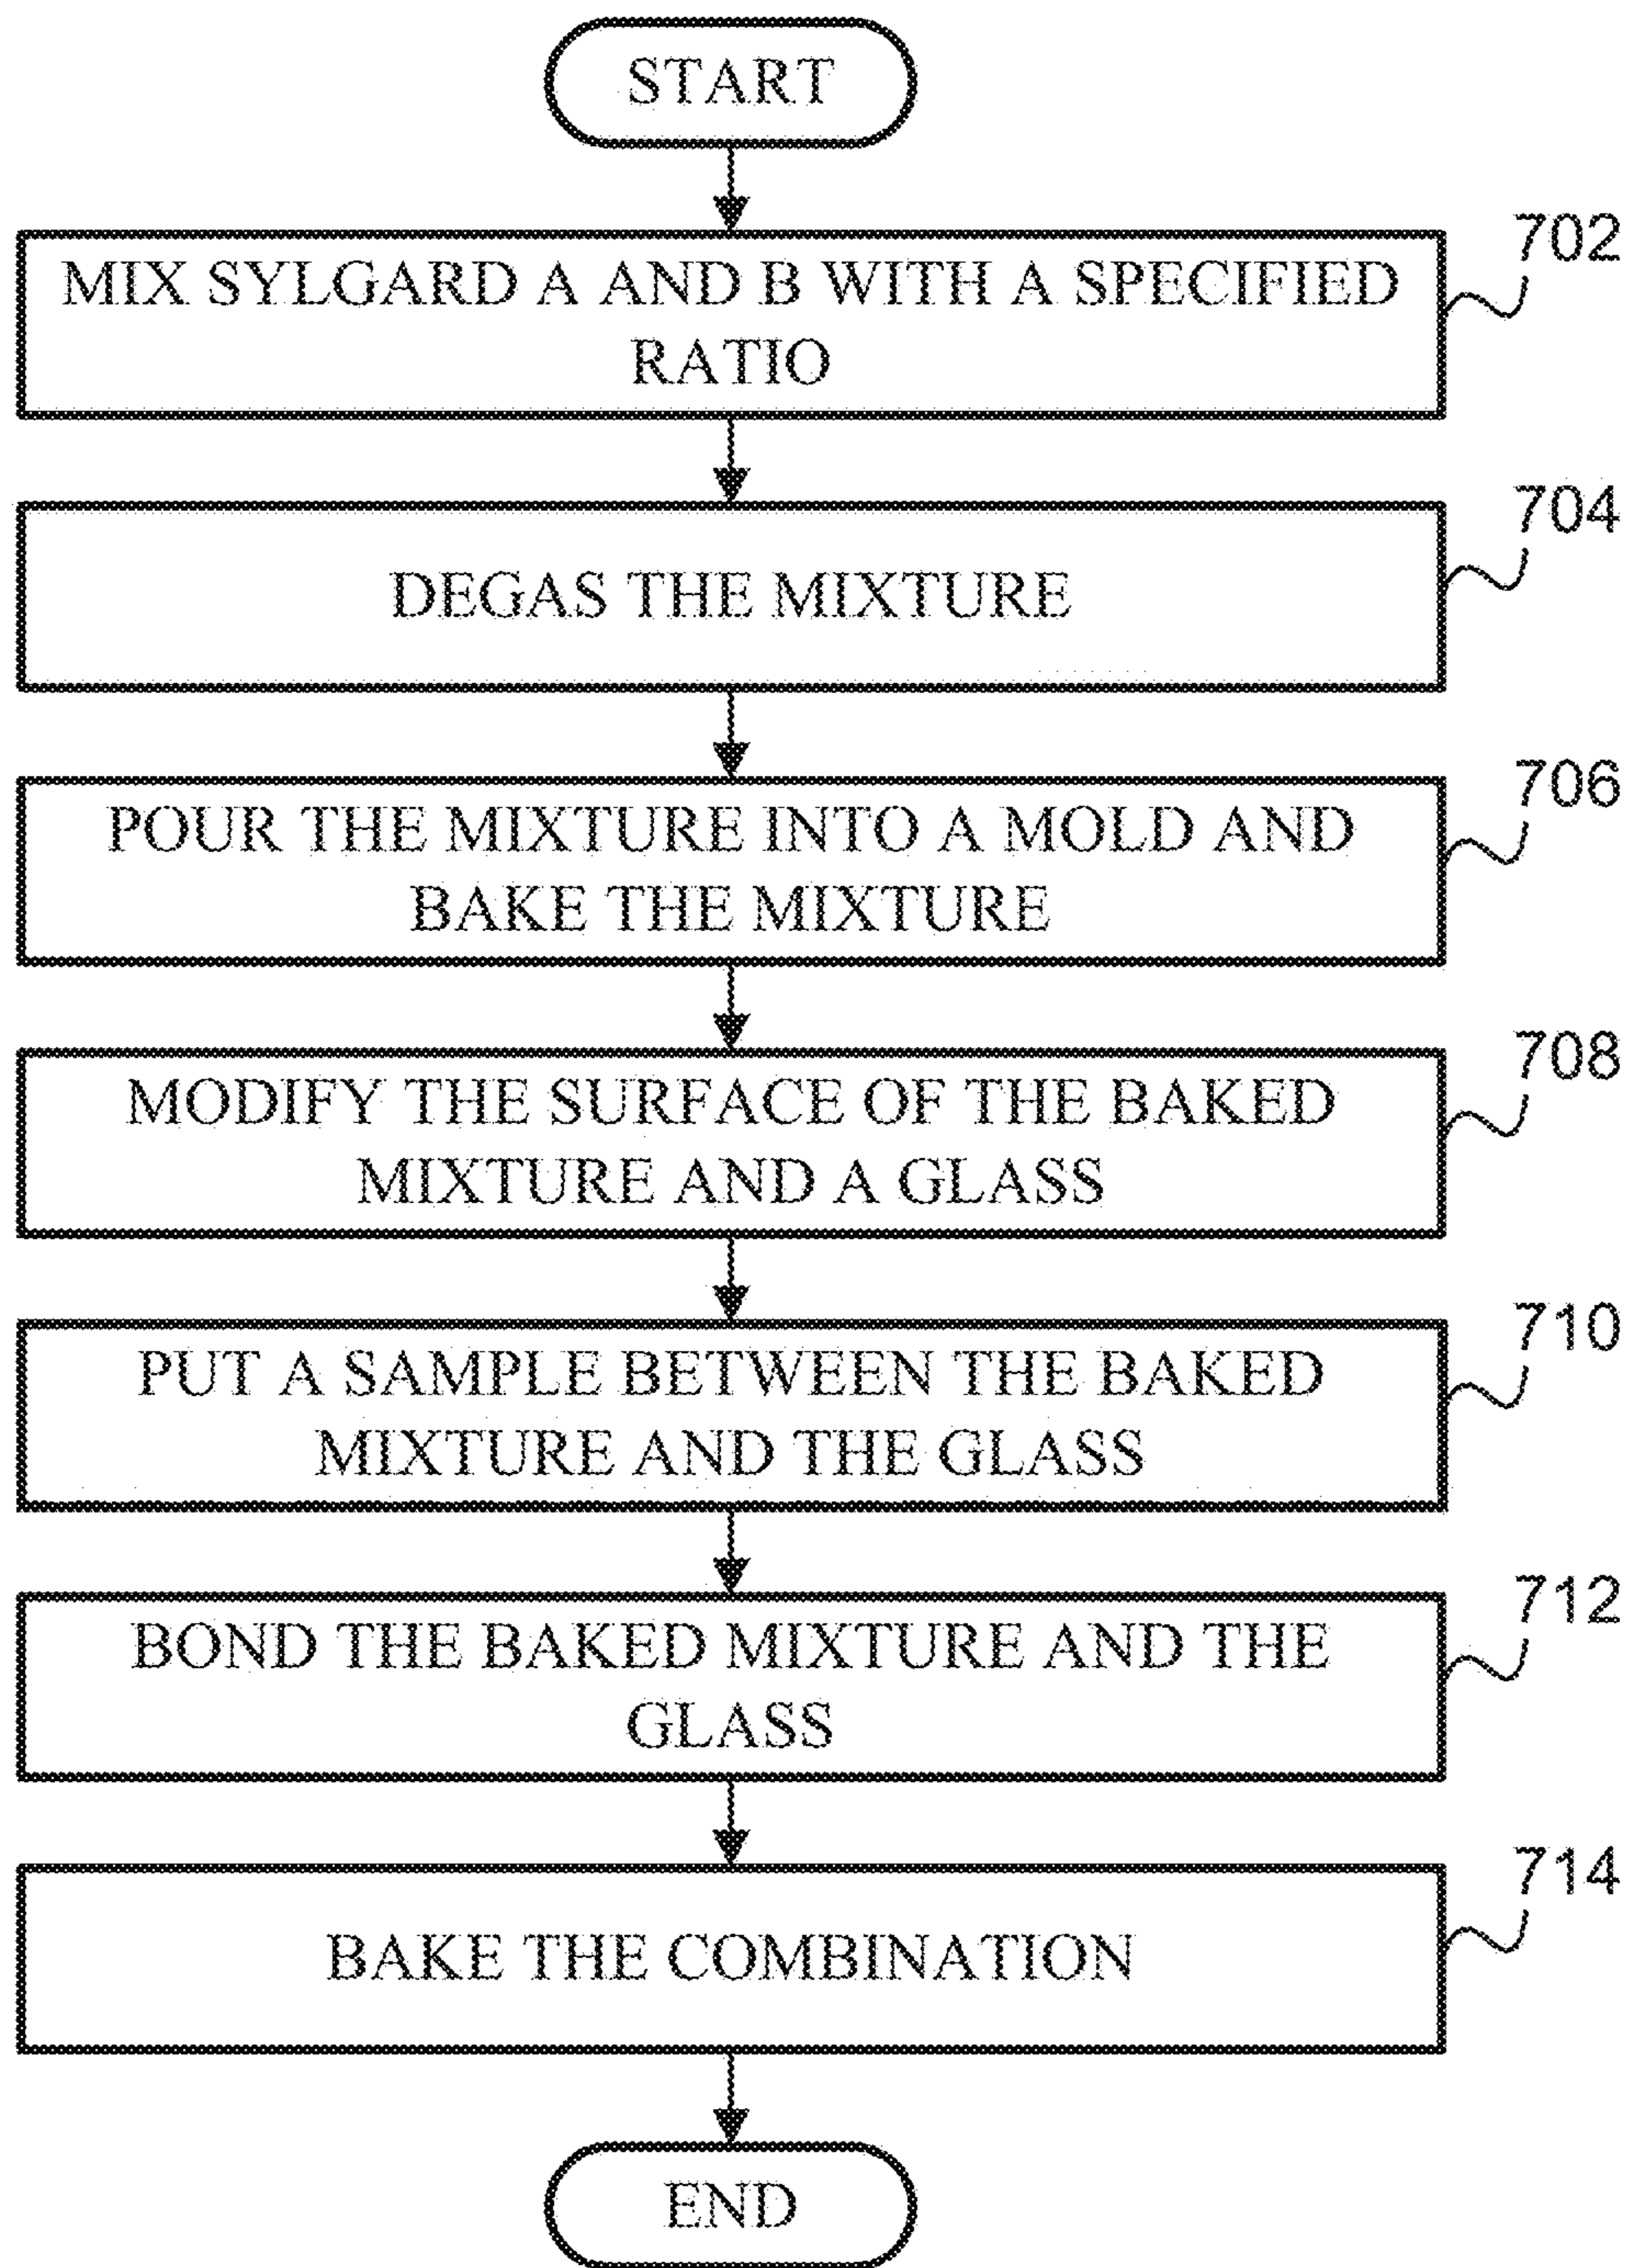 START
702
MIX SYLGARD A AND B WITH A SPECIFIED
RATIO
704
DEGAS THE MIXTURE
706
POUR THE MIXTURE INTO A MOLD AND
BAKE THE MIXTURE
708
MODIFY THE SURFACE OF THE BAKED
MIXTURE AND A GLASS
710
PUT A SAMPLE BETWEEN THE BAKED
MIXTURE AND THE GLASS
712
BOND THE BAKED MIXTURE AND THE
GLASS
714
BAKE THE COMBINATION
END